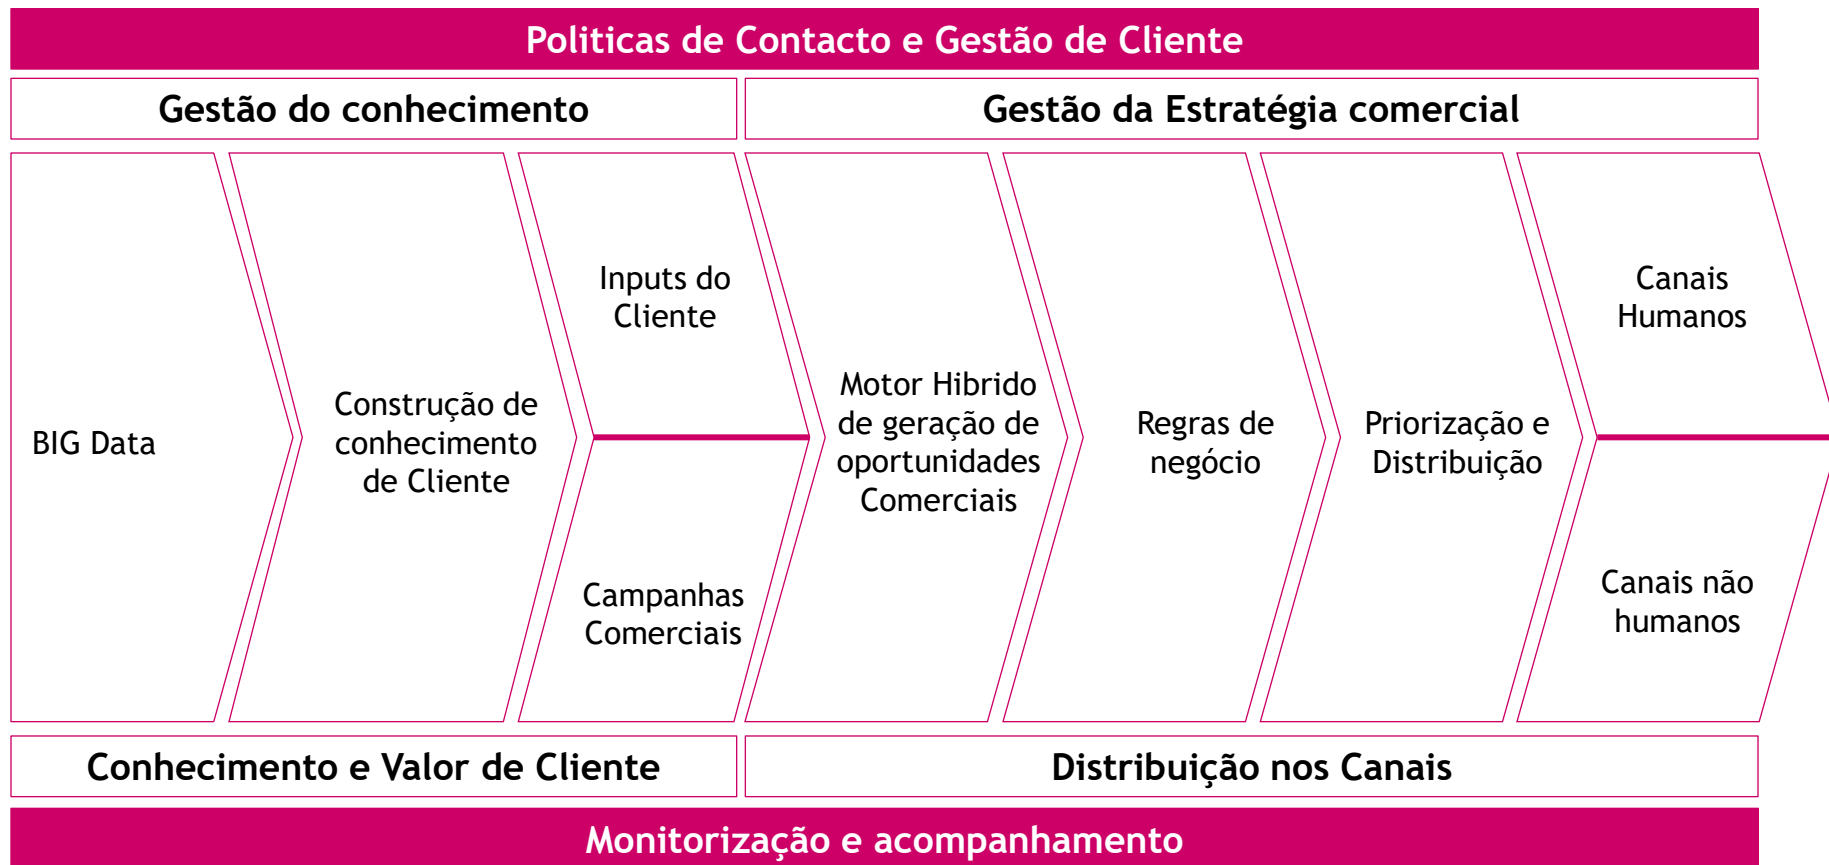 Politicas de Contacto e Gestão de Cliente
Gestão do conhecimento
Gestão da Estratégia comercial
BIG Data
Construção de
conhecimento
de Cliente
Inputs do
Cliente
Campanhas
Comerciais
Motor Hibrido
de geração de
oportunidades
Comerciais
Regras de
negócio
Priorização e
Distribuição
Canais
Humanos
Canais não
humanos
Conhecimento e Valor de Cliente
Distribuição nos Canais
Monitorização e acompanhamento